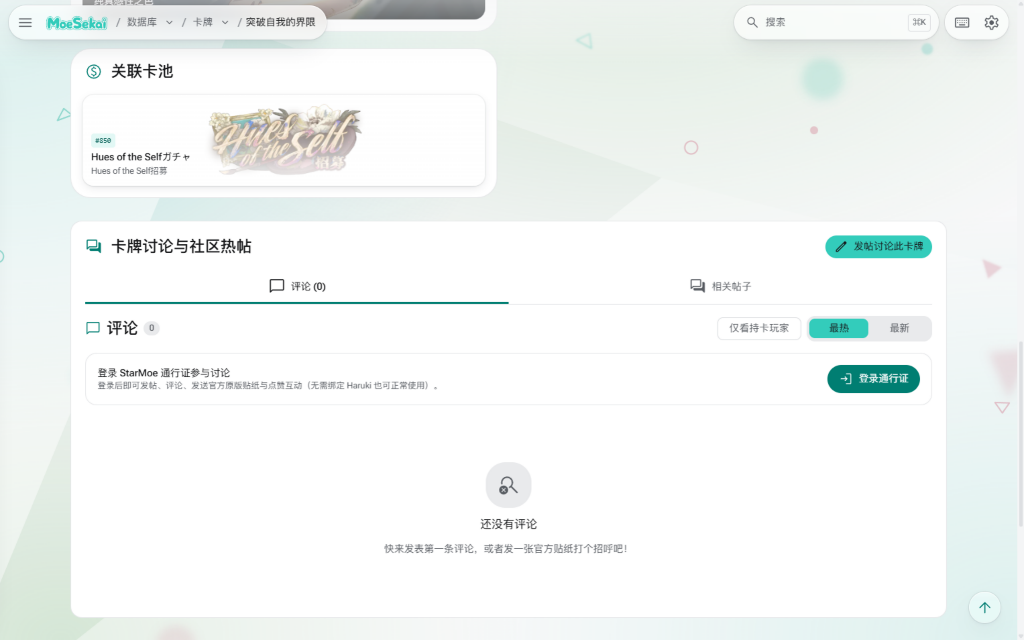 MoeSekai / 数据库 / 卡牌 / 突破自我的界限
搜索
⌘K
关联卡池
#850
Hues of the Selfガチャ
Hues of the Self招募
Hues of the Self
卡牌讨论与社区热帖
发帖讨论此卡牌
评论 (0)
相关帖子
评论 0
仅看持卡玩家
最热
最新
登录 StarMoe 通行证参与讨论
登录后即可发帖、评论、发送官方原版贴纸与点赞互动（无需绑定 Haruki 也可正常使用）。
登录通行证
还没有评论
快来发表第一条评论，或者发一张官方贴纸打个招呼吧！